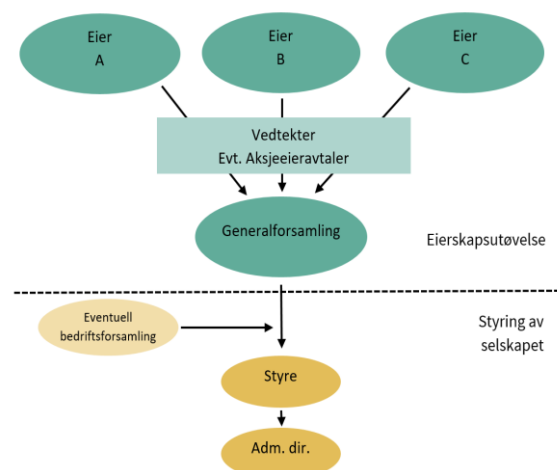 Eier
A
Eier
B
Eier
C
Vedtekter
Evt. Aksjeeieravtaler
Generalforsamling
Eierskapsutøvelse
Eventuell
bedriftsforsamling
Styring av
selskapet
Styre
Adm. dir.